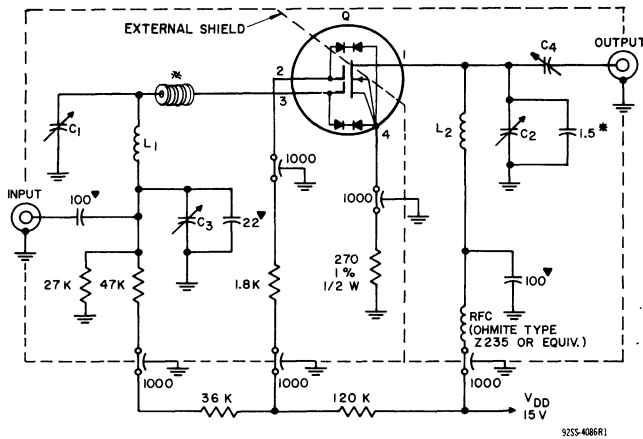 EXTERNAL SHIELD
Q
OUTPUT
C4
*
2
3
4
C1
L1
L2
C2
1.5 *
1000
INPUT
100▼
C3
22▼
1000
27 K
47K
1.8K
270
1 %
1/2 W
100▼
RFC
(OHMITE TYPE
Z235 OR EQUIV.)
1000
1000
1000
36 K
120 K
VDD
15 V
92SS-4086R1